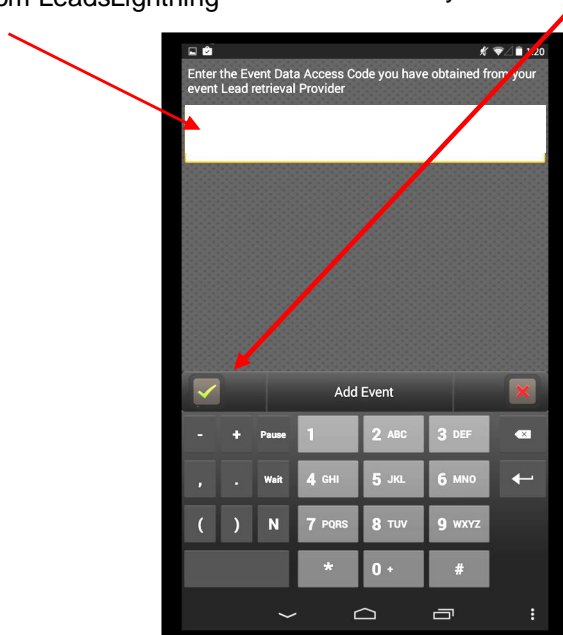 LeadsLightning
1:20
Enter the Event Data Access Code you have obtained from your
event Lead retrieval Provider
Add Event
- + Pause 1 2 ABC 3 DEF
, . Wait 4 GHI 5 JKL 6 MNO
( ) N 7 PQRS 8 TUV 9 WXYZ
* 0 + #